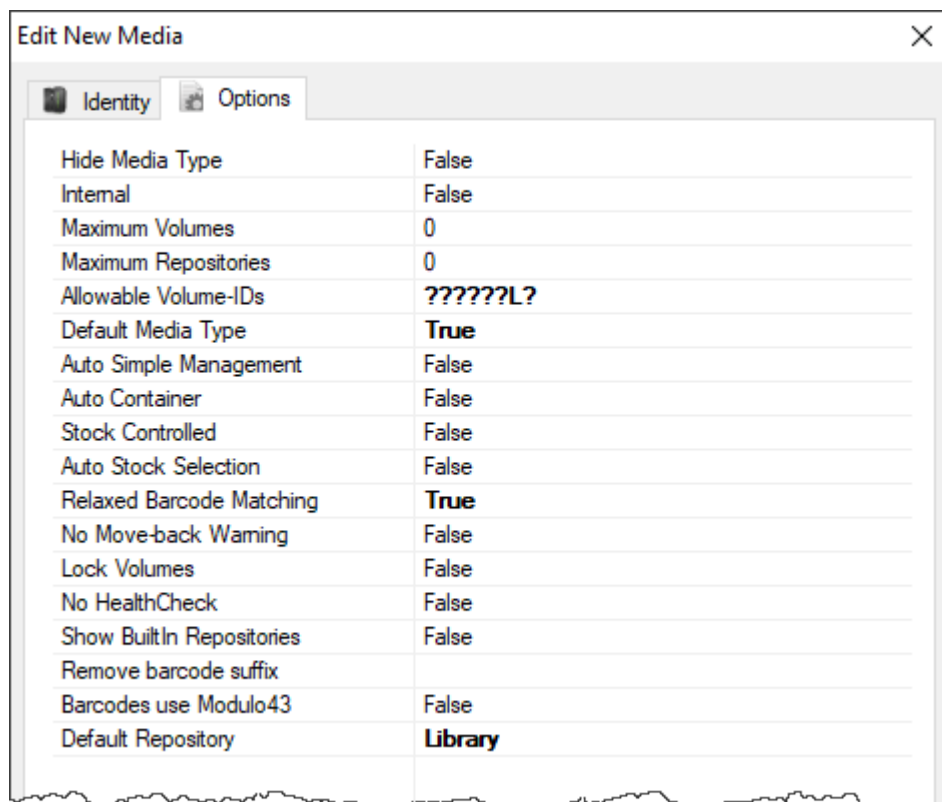 Edit New Media
Identity Options
Hide Media Type False
Internal False
Maximum Volumes 0
Maximum Repositories 0
Allowable Volume-IDs ??????L?
Default Media Type True
Auto Simple Management False
Auto Container False
Stock Controlled False
Auto Stock Selection False
Relaxed Barcode Matching True
No Move-back Warning False
Lock Volumes False
No HealthCheck False
Show BuiltIn Repositories False
Remove barcode suffix
Barcodes use Modulo43 False
Default Repository Library